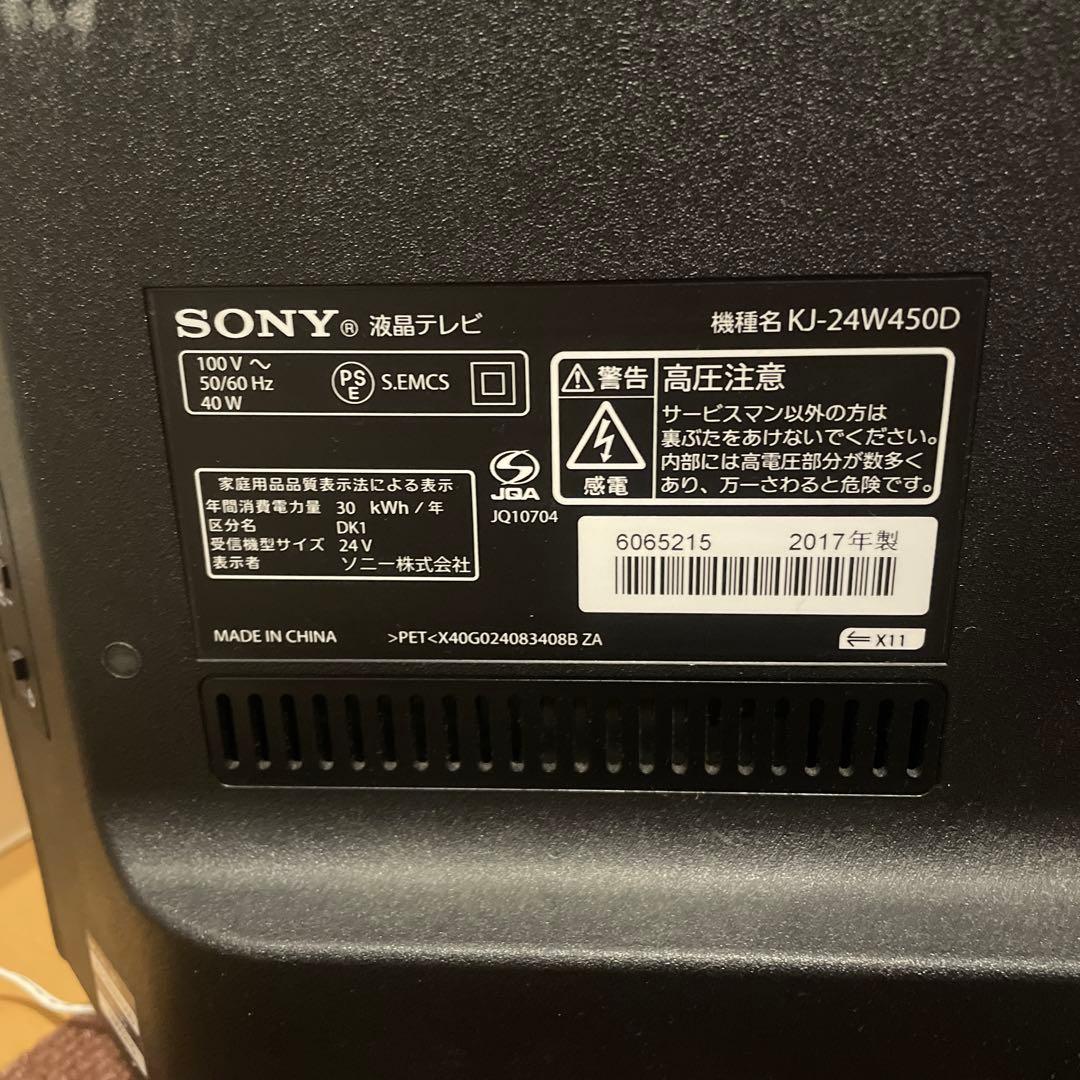 SONY® 液晶テレビ
機種名 KJ-24W450D
100 V ～
50/60 Hz
40 W
PSE S.EMCS
警告 高圧注意
サービスマン以外の方は
裏ぶたをあけないでください。
内部には高電圧部分が数多く
あり、万一さわると危険です。
感電
JQA
JQ10704
家庭用品品質表示法による表示
年間消費電力量 30 kWh / 年
区分名 DK1
受信機型サイズ 24 V
表示者 ソニー株式会社
6065215 2017年製
MADE IN CHINA >PET<X40G024083408B ZA
X11